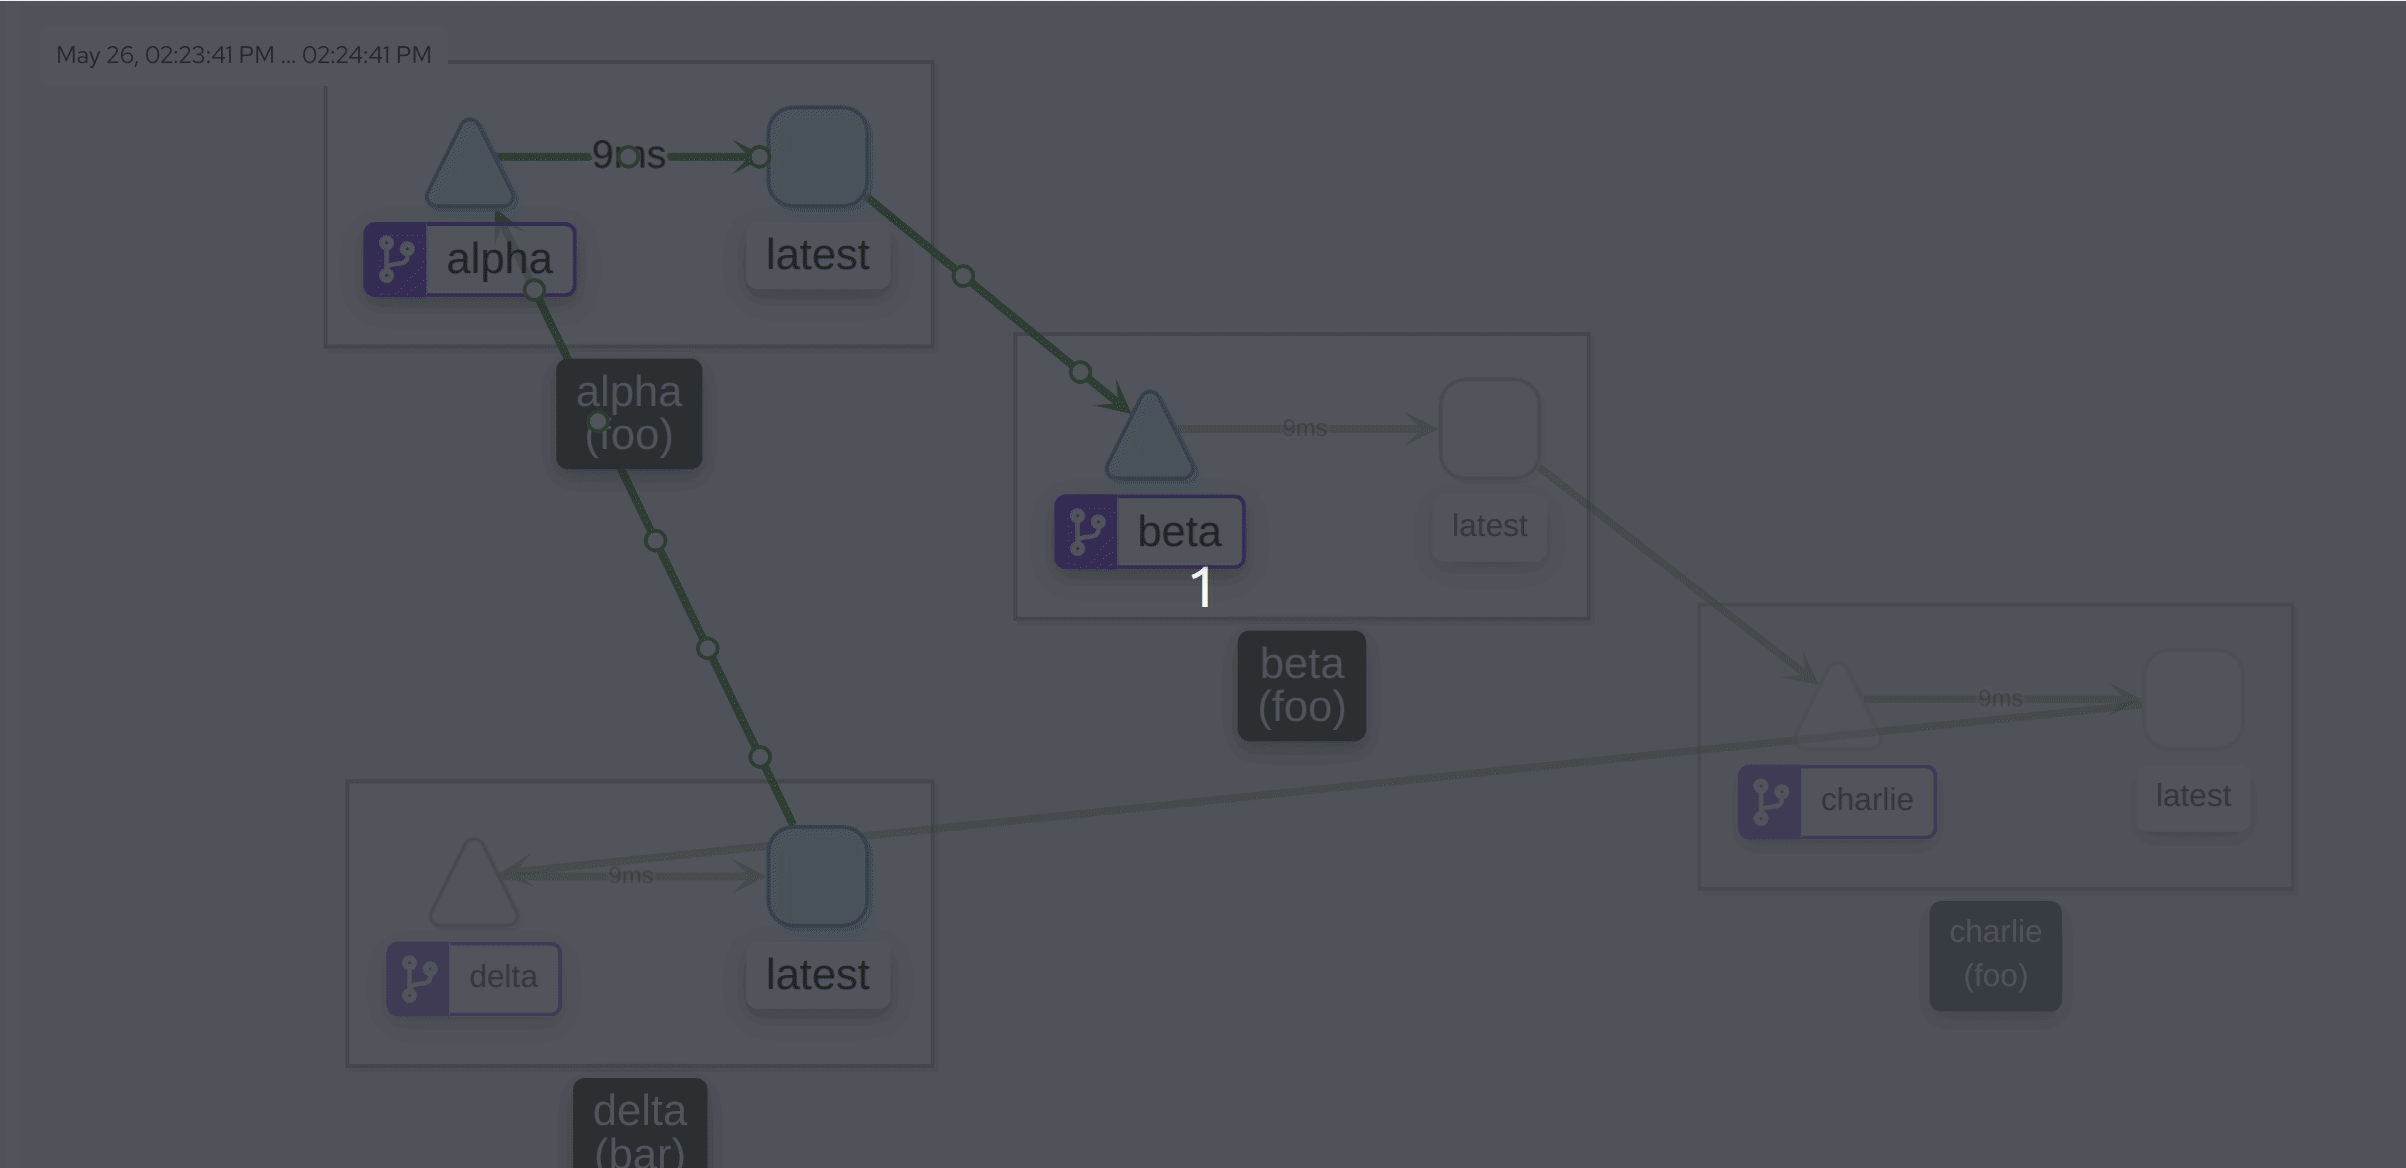 May 26, 02:23:41 PM ... 02:24:41 PM
9ms
alpha
latest
alpha
(foo)
9ms
beta
latest
1
beta
(foo)
9ms
charlie
latest
charlie
(foo)
9ms
delta
latest
delta
(bar)